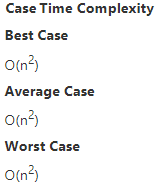 Case Time Complexity
Best Case
O(n²)
Average Case
O(n²)
Worst Case
O(n²)